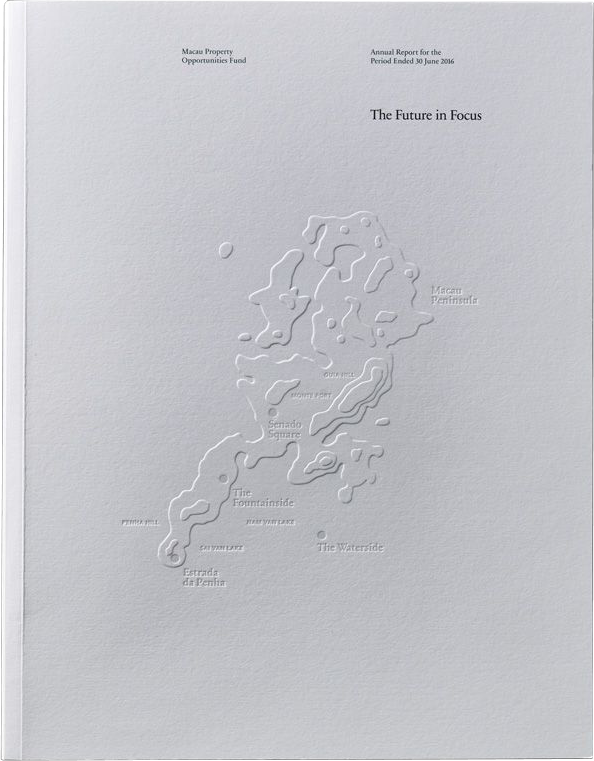 Macau Property
Opportunities Fund
Annual Report for the
Period Ended 30 June 2016
The Future in Focus
Macau
Peninsula
GUIA HILL
MONTE FORT
Senado
Square
The
Fountainside
PENHA HILL
NAM VAN LAKE
SAI VAN LAKE
The Waterside
Estrada
da Penha